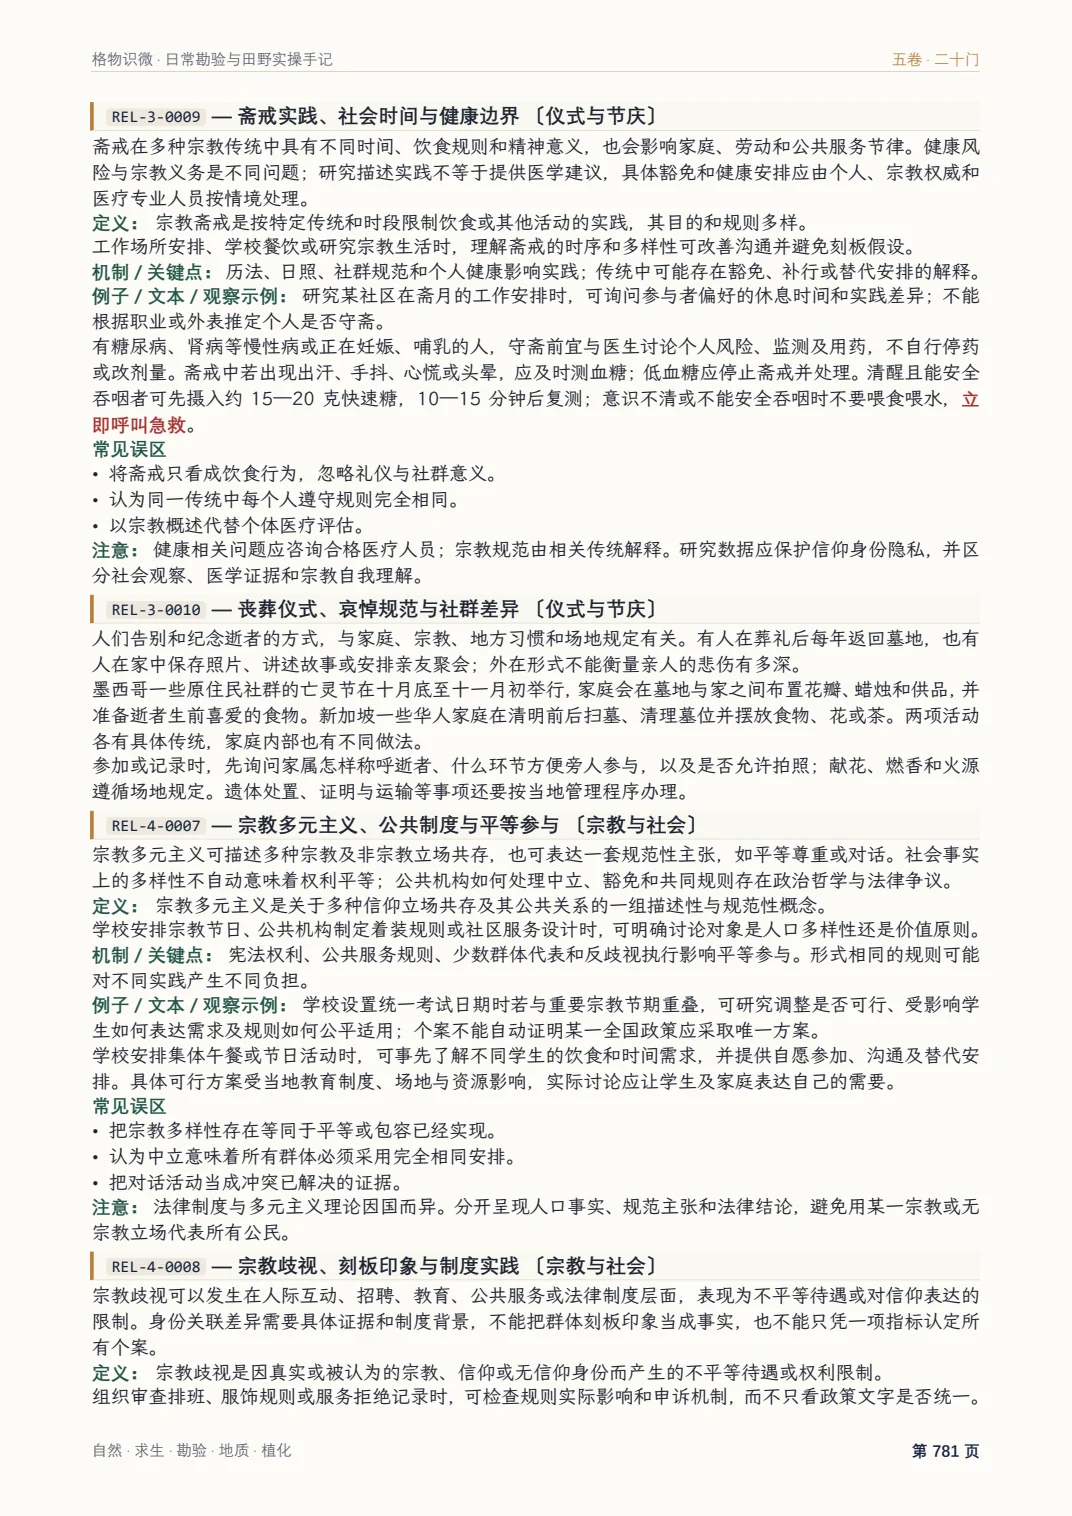 格物识微 · 日常勘验与田野实操手记
五卷 · 二十门
REL-3-0009 — 斋戒实践、社会时间与健康边界 〔仪式与节庆〕
斋戒在多种宗教传统中具有不同时间、饮食规则和精神意义，也会影响家庭、劳动和公共服务节律。健康风
险与宗教义务是不同问题；研究描述实践不等于提供医学建议，具体豁免和健康安排应由个人、宗教权威和
医疗专业人员按情境处理。
定义： 宗教斋戒是按特定传统和时段限制饮食或其他活动的实践，其目的和规则多样。
工作场所安排、学校餐饮或研究宗教生活时，理解斋戒的时序和多样性可改善沟通并避免刻板假设。
机制 / 关键点： 历法、日照、社群规范和个人健康影响实践；传统中可能存在豁免、补行或替代安排的解释。
例子 / 文本 / 观察示例： 研究某社区在斋月的工作安排时，可询问参与者偏好的休息时间和实践差异；不能
根据职业或外表推定个人是否守斋。
有糖尿病、肾病等慢性病或正在妊娠、哺乳的人，守斋前宜与医生讨论个人风险、监测及用药，不自行停药
或改剂量。斋戒中若出现出汗、手抖、心慌或头晕，应及时测血糖；低血糖应停止斋戒并处理。清醒且能安全
吞咽者可先摄入约 15—20 克快速糖，10—15 分钟后复测；意识不清或不能安全吞咽时不要喂食喂水，立
即呼叫急救。
常见误区
• 将斋戒只看成饮食行为，忽略礼仪与社群意义。
• 认为同一传统中每个人遵守规则完全相同。
• 以宗教概述代替个体医疗评估。
注意： 健康相关问题应咨询合格医疗人员；宗教规范由相关传统解释。研究数据应保护信仰身份隐私，并区
分社会观察、医学证据和宗教自我理解。
REL-3-0010 — 丧葬仪式、哀悼规范与社群差异 〔仪式与节庆〕
人们告别和纪念逝者的方式，与家庭、宗教、地方习惯和场地规定有关。有人在葬礼后每年返回墓地，也有
人在家中保存照片、讲述故事或安排亲友聚会；外在形式不能衡量亲人的悲伤有多深。
墨西哥一些原住民社群的亡灵节在十月底至十一月初举行，家庭会在墓地与家之间布置花瓣、蜡烛和供品，并
准备逝者生前喜爱的食物。新加坡一些华人家庭在清明前后扫墓、清理墓位并摆放食物、花或茶。两项活动
各有具体传统，家庭内部也有不同做法。
参加或记录时，先询问家属怎样称呼逝者、什么环节方便旁人参与，以及是否允许拍照；献花、燃香和火源
遵循场地规定。遗体处置、证明与运输等事项还要按当地管理程序办理。
REL-4-0007 — 宗教多元主义、公共制度与平等参与 〔宗教与社会〕
宗教多元主义可描述多种宗教及非宗教立场共存，也可表达一套规范性主张，如平等尊重或对话。社会事实
上的多样性不自动意味着权利平等；公共机构如何处理中立、豁免和共同规则存在政治哲学与法律争议。
定义： 宗教多元主义是关于多种信仰立场共存及其公共关系的一组描述性与规范性概念。
学校安排宗教节日、公共机构制定着装规则或社区服务设计时，可明确讨论对象是人口多样性还是价值原则。
机制 / 关键点： 宪法权利、公共服务规则、少数群体代表和反歧视执行影响平等参与。形式相同的规则可能
对不同实践产生不同负担。
例子 / 文本 / 观察示例： 学校设置统一考试日期时若与重要宗教节期重叠，可研究调整是否可行、受影响学
生如何表达需求及规则如何公平适用；个案不能自动证明某一全国政策应采取唯一方案。
学校安排集体午餐或节日活动时，可事先了解不同学生的饮食和时间需求，并提供自愿参加、沟通及替代安
排。具体可行方案受当地教育制度、场地与资源影响，实际讨论应让学生及家庭表达自己的需要。
常见误区
• 把宗教多样性存在等同于平等或包容已经实现。
• 认为中立意味着所有群体必须采用完全相同安排。
• 把对话活动当成冲突已解决的证据。
注意： 法律制度与多元主义理论因国而异。分开呈现人口事实、规范主张和法律结论，避免用某一宗教或无
宗教立场代表所有公民。
REL-4-0008 — 宗教歧视、刻板印象与制度实践 〔宗教与社会〕
宗教歧视可以发生在人际互动、招聘、教育、公共服务或法律制度层面，表现为不平等待遇或对信仰表达的
限制。身份关联差异需要具体证据和制度背景，不能把群体刻板印象当成事实，也不能只凭一项指标认定所
有个案。
定义： 宗教歧视是因真实或被认为的宗教、信仰或无信仰身份而产生的不平等待遇或权利限制。
组织审查排班、服饰规则或服务拒绝记录时，可检查规则实际影响和申诉机制，而不只看政策文字是否统一。
自然 · 求生 · 勘验 · 地质 · 植化
第 781 页